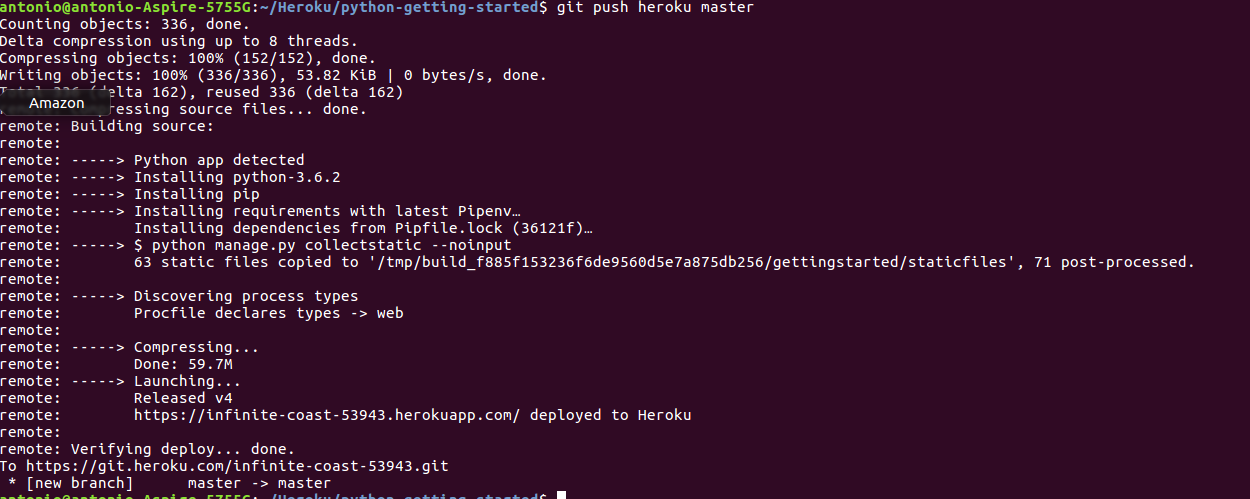 antonio@antonio-Aspire-5755G:~/Heroku/python-getting-started$ git push heroku master
Counting objects: 336, done.
Delta compression using up to 8 threads.
Compressing objects: 100% (152/152), done.
Writing objects: 100% (336/336), 53.82 KiB | 0 bytes/s, done.
Total 336 (delta 162), reused 336 (delta 162)
Amazon
ressing source files... done.
remote: Building source:
remote:
remote: -----> Python app detected
remote: -----> Installing python-3.6.2
remote: -----> Installing pip
remote: -----> Installing requirements with latest Pipenv…
remote:        Installing dependencies from Pipfile.lock (36121f)…
remote: -----> $ python manage.py collectstatic --noinput
remote:        63 static files copied to '/tmp/build_f885f153236f6de9560d5e7a875db256/gettingstarted/staticfiles', 71 post-processed.
remote:
remote: -----> Discovering process types
remote:        Procfile declares types -> web
remote:
remote: -----> Compressing...
remote:        Done: 59.7M
remote: -----> Launching...
remote:        Released v4
remote:        https://infinite-coast-53943.herokuapp.com/ deployed to Heroku
remote:
remote: Verifying deploy... done.
To https://git.heroku.com/infinite-coast-53943.git
 * [new branch]      master -> master
antonio@antonio-Aspire-5755G:~/Heroku/python-getting-started$